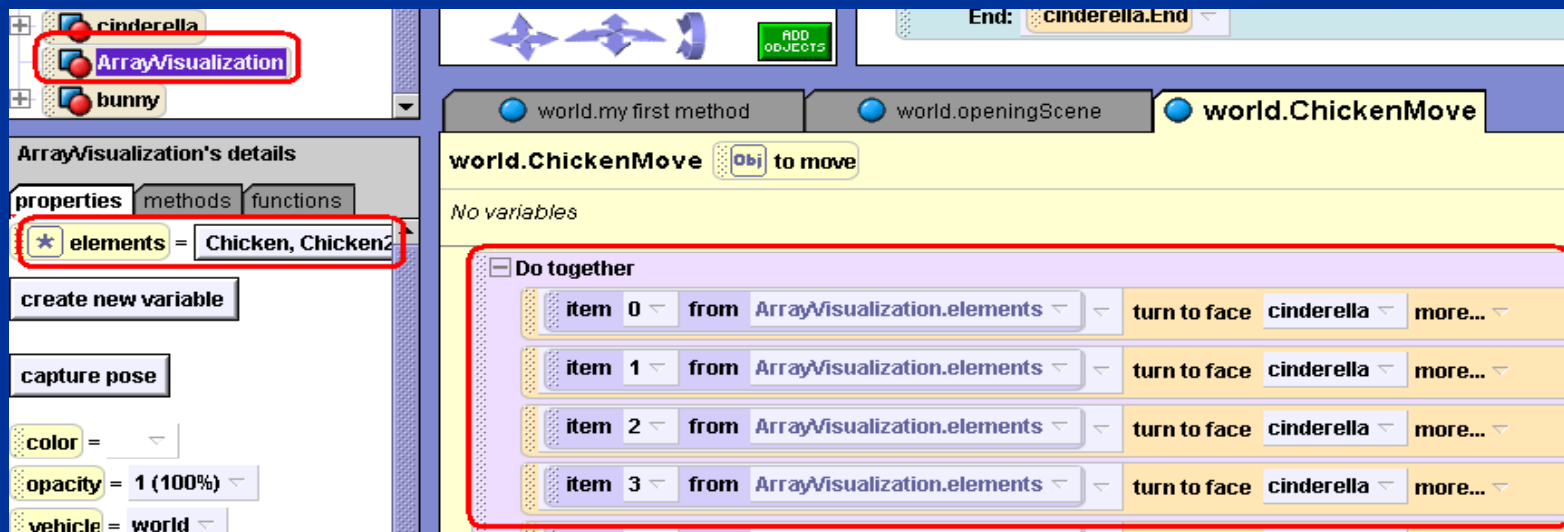 cinderella
ArrayVisualization
bunny
ArrayVisualization's details
properties methods functions
* elements = Chicken, Chicken2
create new variable
capture pose
color =
opacity = 1 (100%)
vehicle = world
ADD
OBJECTS
End: cinderella.End
world.my first method world.openingScene world.ChickenMove
world.ChickenMove Obj to move
No variables
Do together
item 0 from ArrayVisualization.elements turn to face cinderella more...
item 1 from ArrayVisualization.elements turn to face cinderella more...
item 2 from ArrayVisualization.elements turn to face cinderella more...
item 3 from ArrayVisualization.elements turn to face cinderella more...